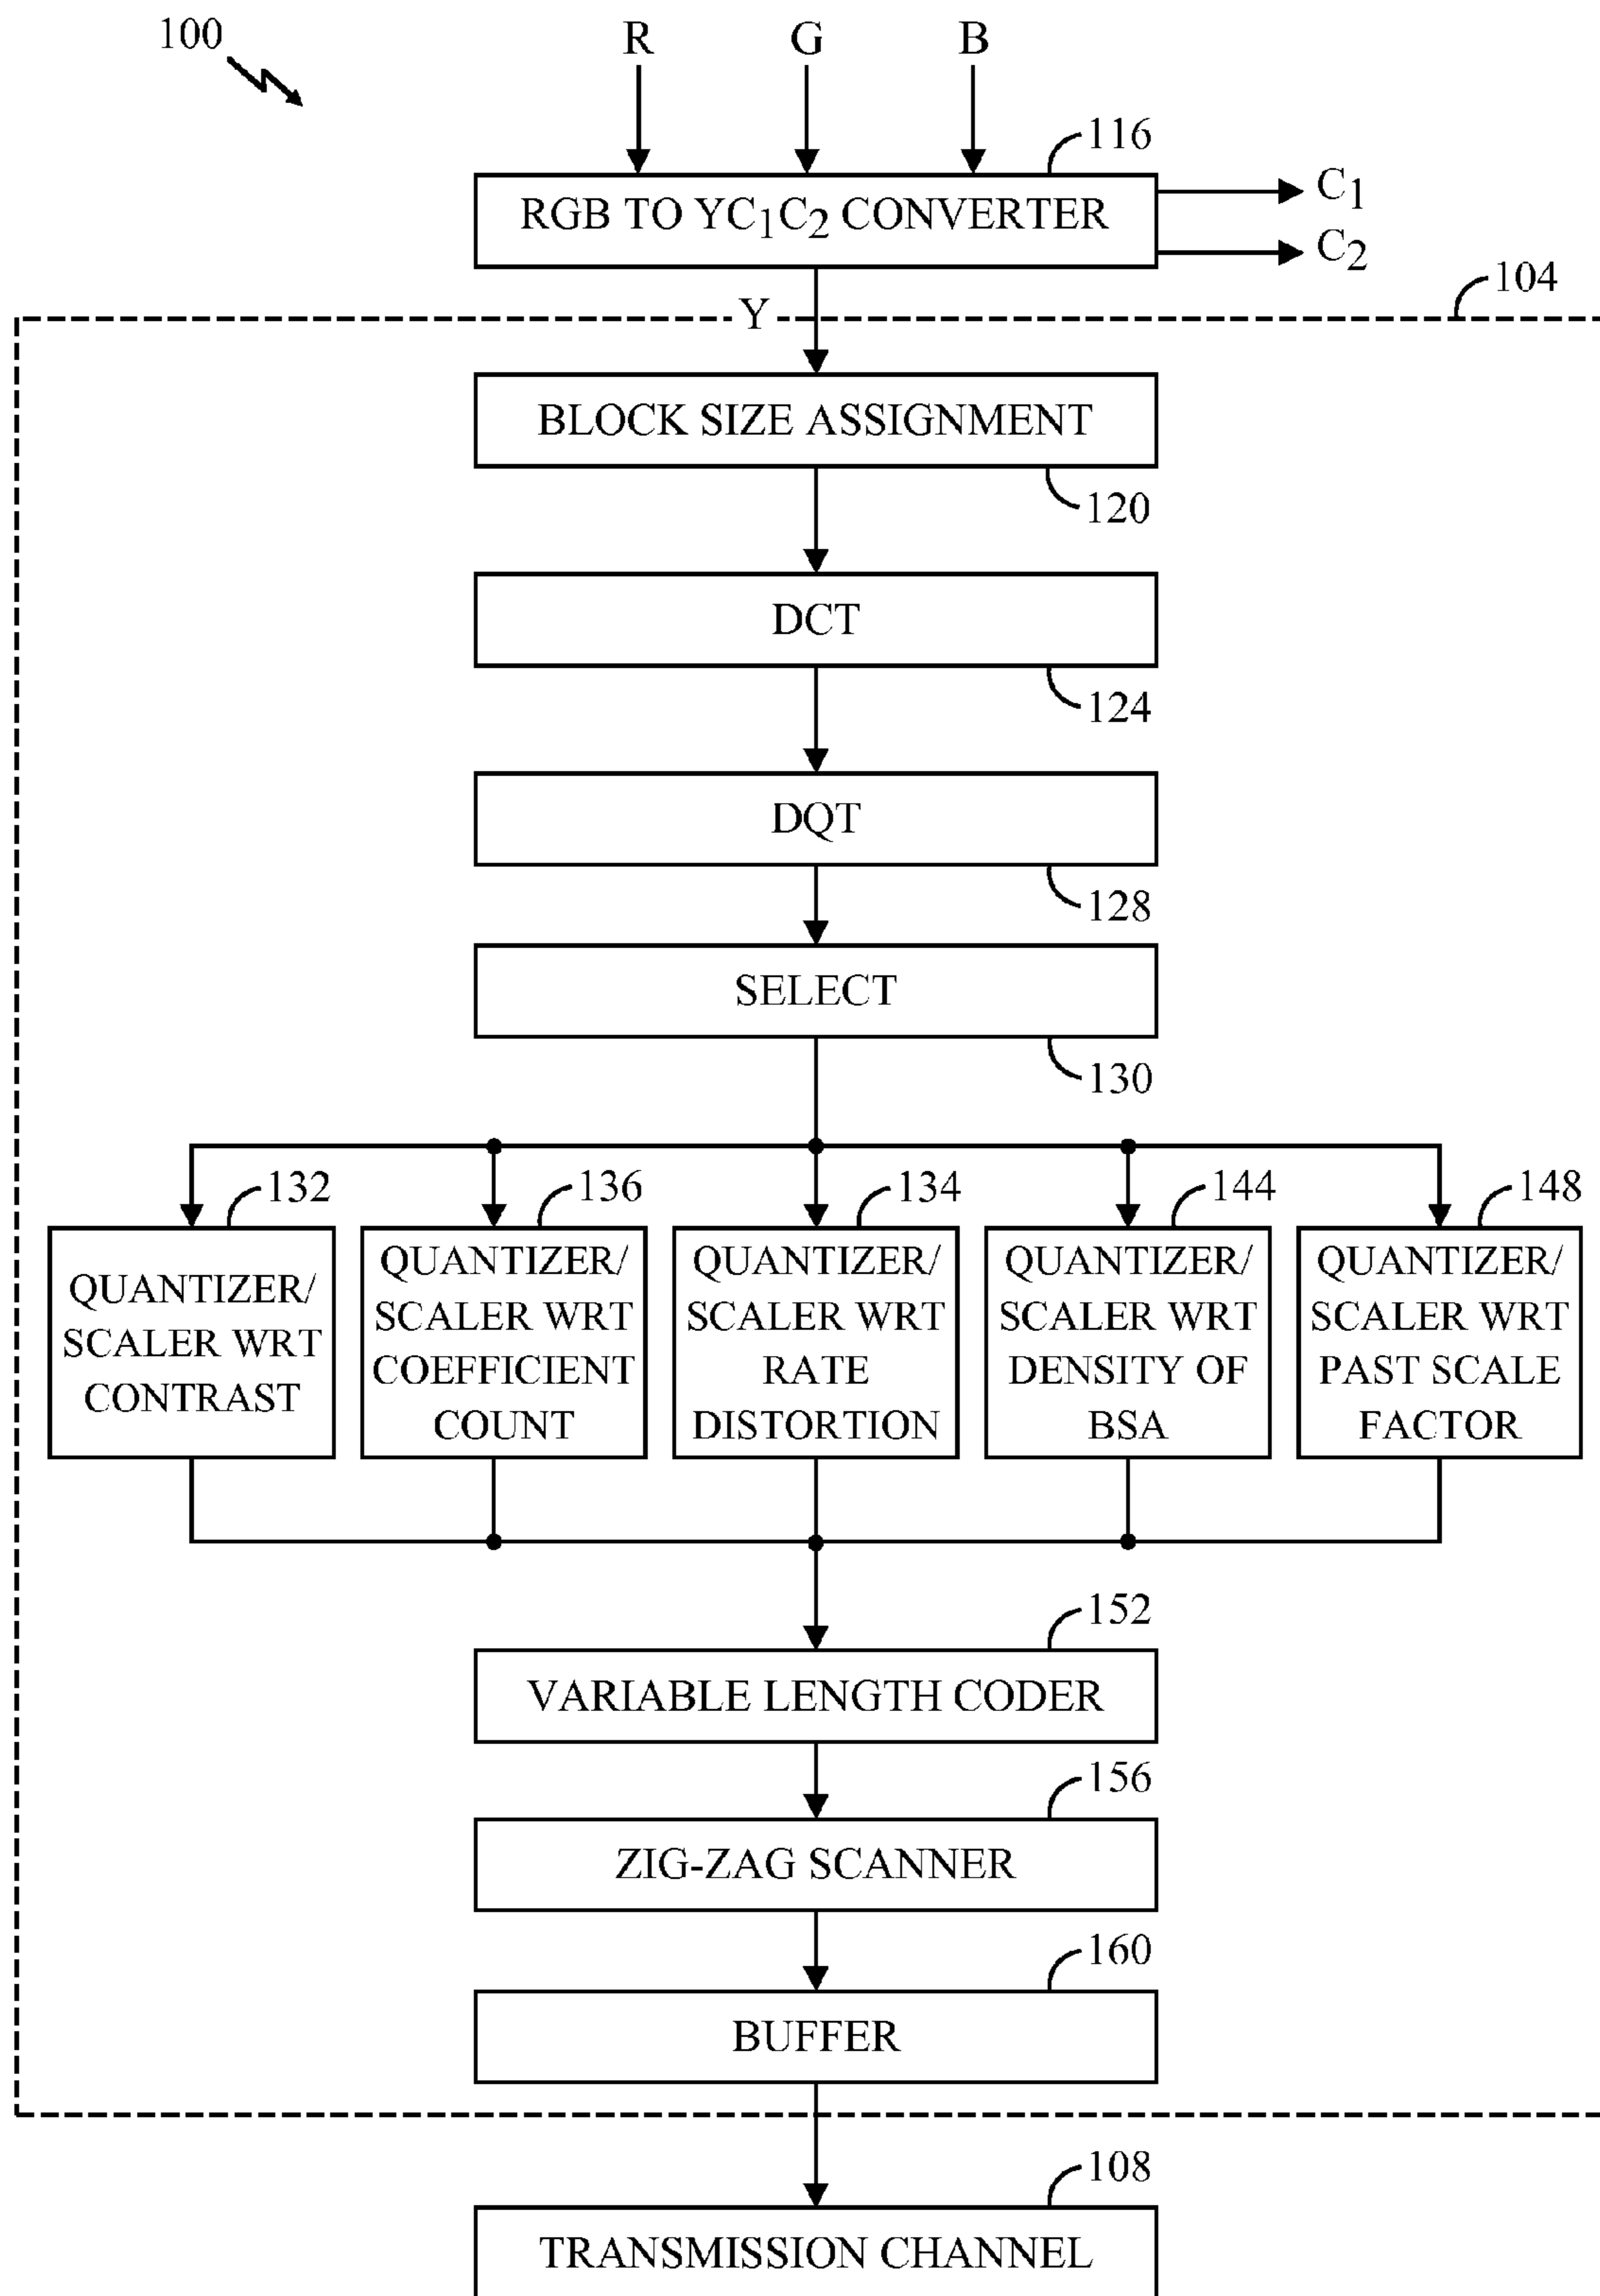 100
R G B
116
RGB TO YC1C2 CONVERTER
C1
C2
104
Y
BLOCK SIZE ASSIGNMENT
120
DCT
124
DQT
128
SELECT
130
132
QUANTIZER/
SCALER WRT
CONTRAST
136
QUANTIZER/
SCALER WRT
COEFFICIENT
COUNT
134
QUANTIZER/
SCALER WRT
RATE
DISTORTION
144
QUANTIZER/
SCALER WRT
DENSITY OF
BSA
148
QUANTIZER/
SCALER WRT
PAST SCALE
FACTOR
152
VARIABLE LENGTH CODER
156
ZIG-ZAG SCANNER
160
BUFFER
108
TRANSMISSION CHANNEL